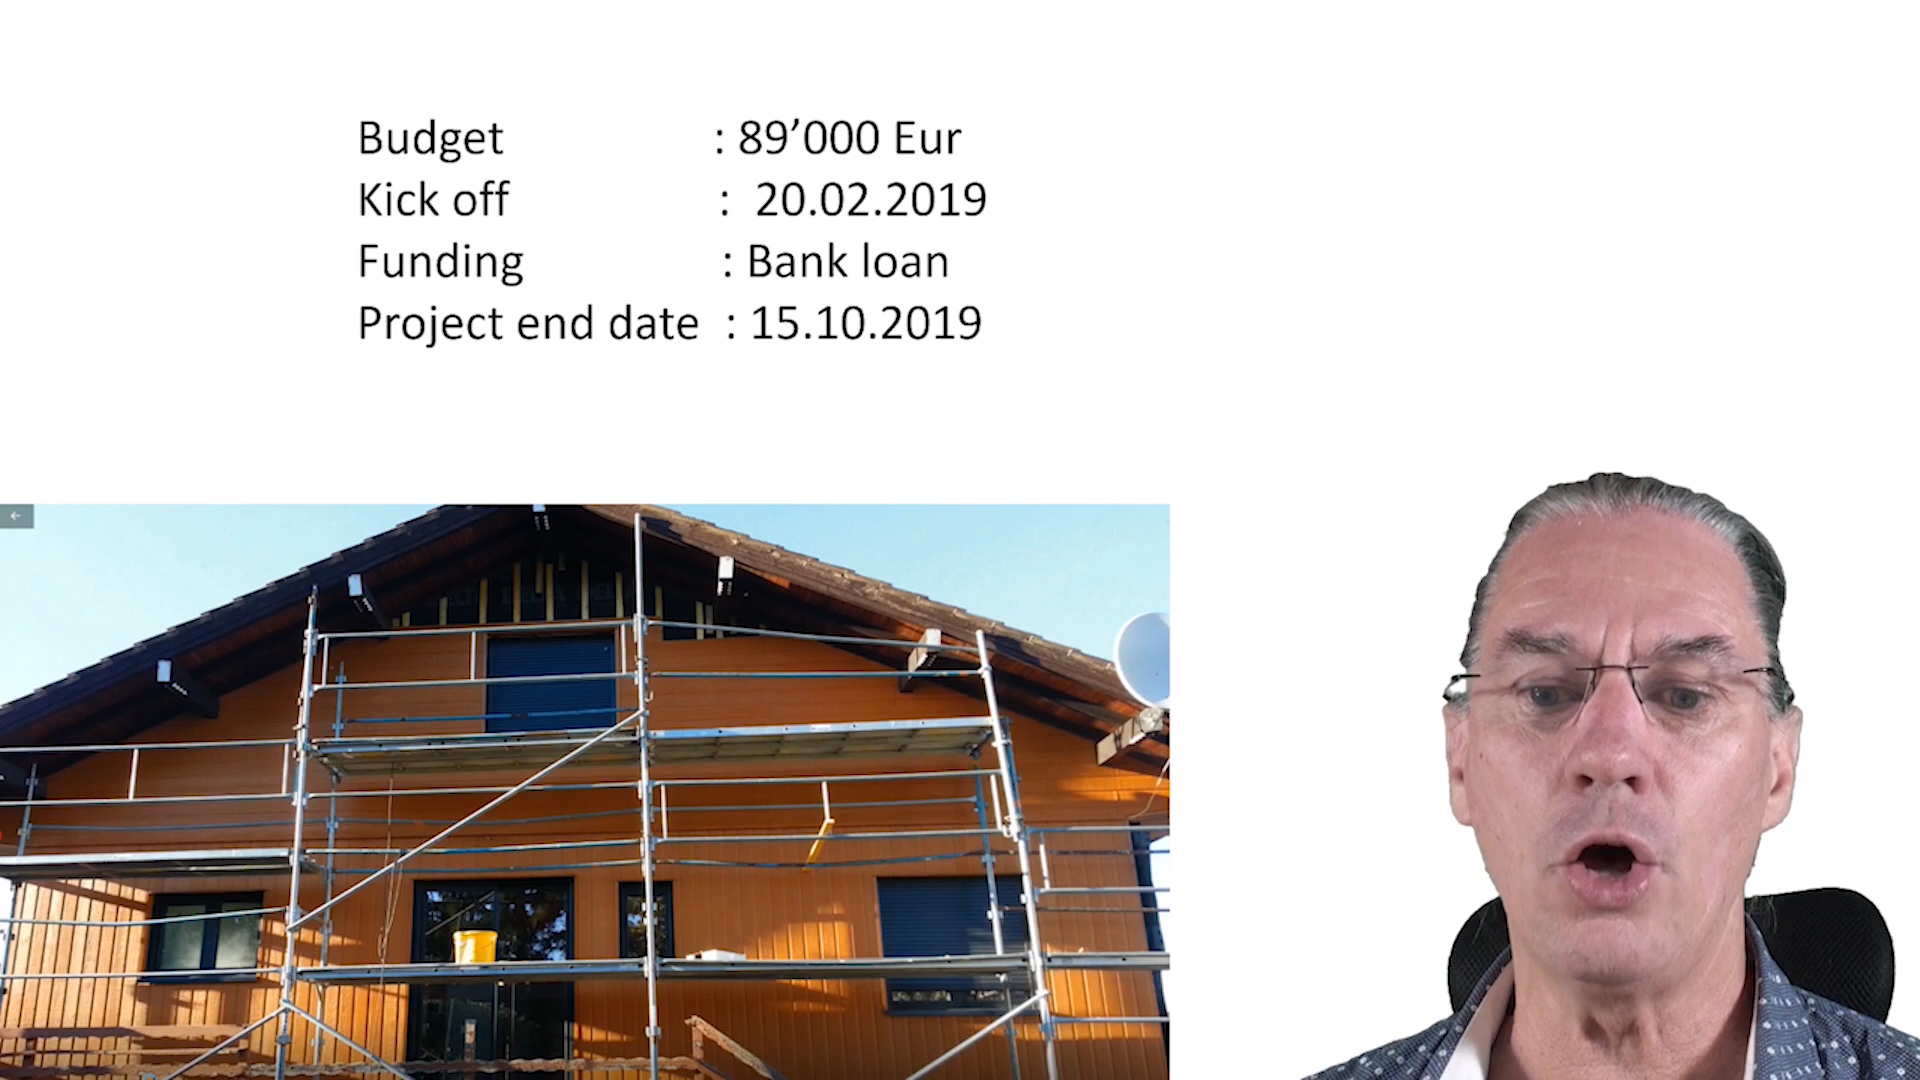 Budget : 89’000 Eur
Kick off : 20.02.2019
Funding : Bank loan
Project end date : 15.10.2019